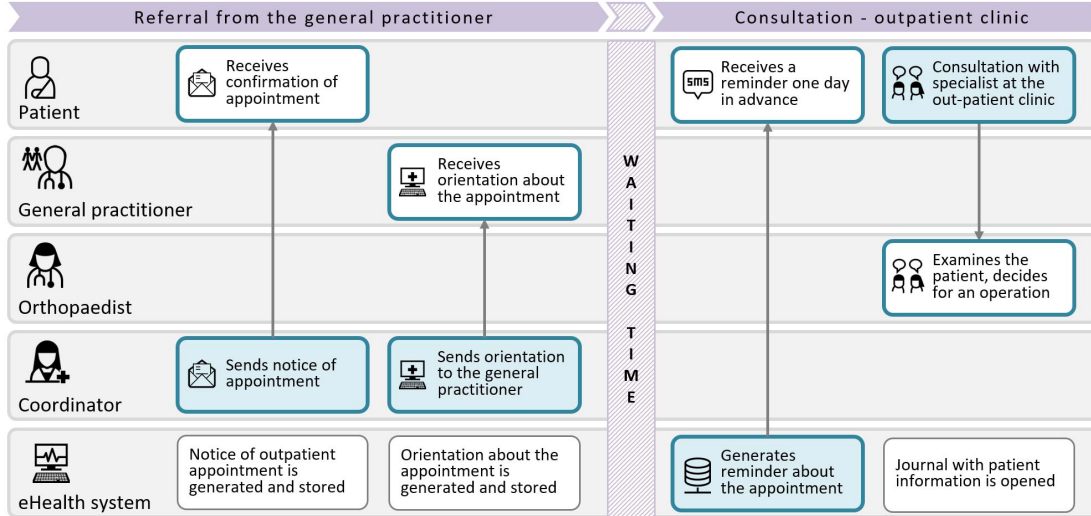 Referral from the general practitioner
Consultation - outpatient clinic
Patient
Receives
confirmation of
appointment
sms
Receives a
reminder one day
in advance
Consultation with
specialist at the
out-patient clinic
General practitioner
Receives
orientation about
the appointment
WAITING TIME
Orthopaedist
Examines the
patient, decides
for an operation
Coordinator
Sends notice of
appointment
Sends orientation
to the general
practitioner
eHealth system
Notice of outpatient
appointment is
generated and stored
Orientation about the
appointment is
generated and stored
Generates
reminder about
the appointment
Journal with patient
information is opened